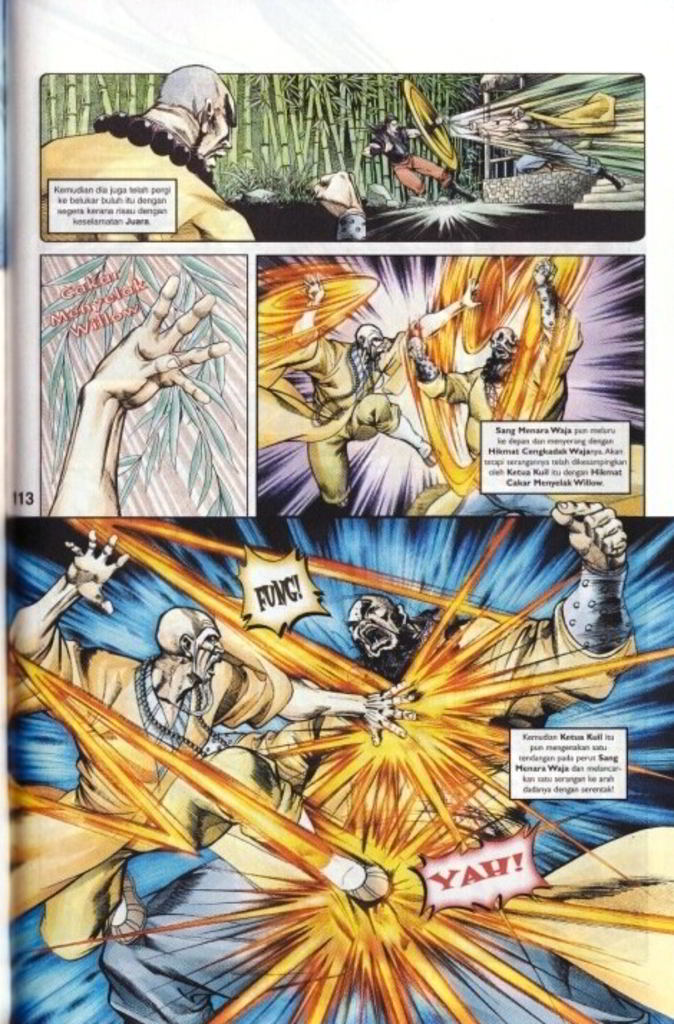 Kemudian dia juga telah pergi
ke belukar buluh itu dengan
segera kerana risau dengan
keselamatan Juara.
Cakar
Menyelak
Willow
Sang Menara Waja pun meluru
ke depan dan menyerang dengan
Hikmat Cengkadak Wajanya. Akan
tetapi serangannya telah dikesampingkan
oleh Ketua Kuil itu dengan Hikmat
Cakar Menyelak Willow.
113
FUNG!
Kemudian Ketua Kuil itu
pun mengenakan satu
tendangan pada perut Sang
Menara Waja dan melancar-
kan satu serangan ke arah
dadanya dengan serentak!
YAH!